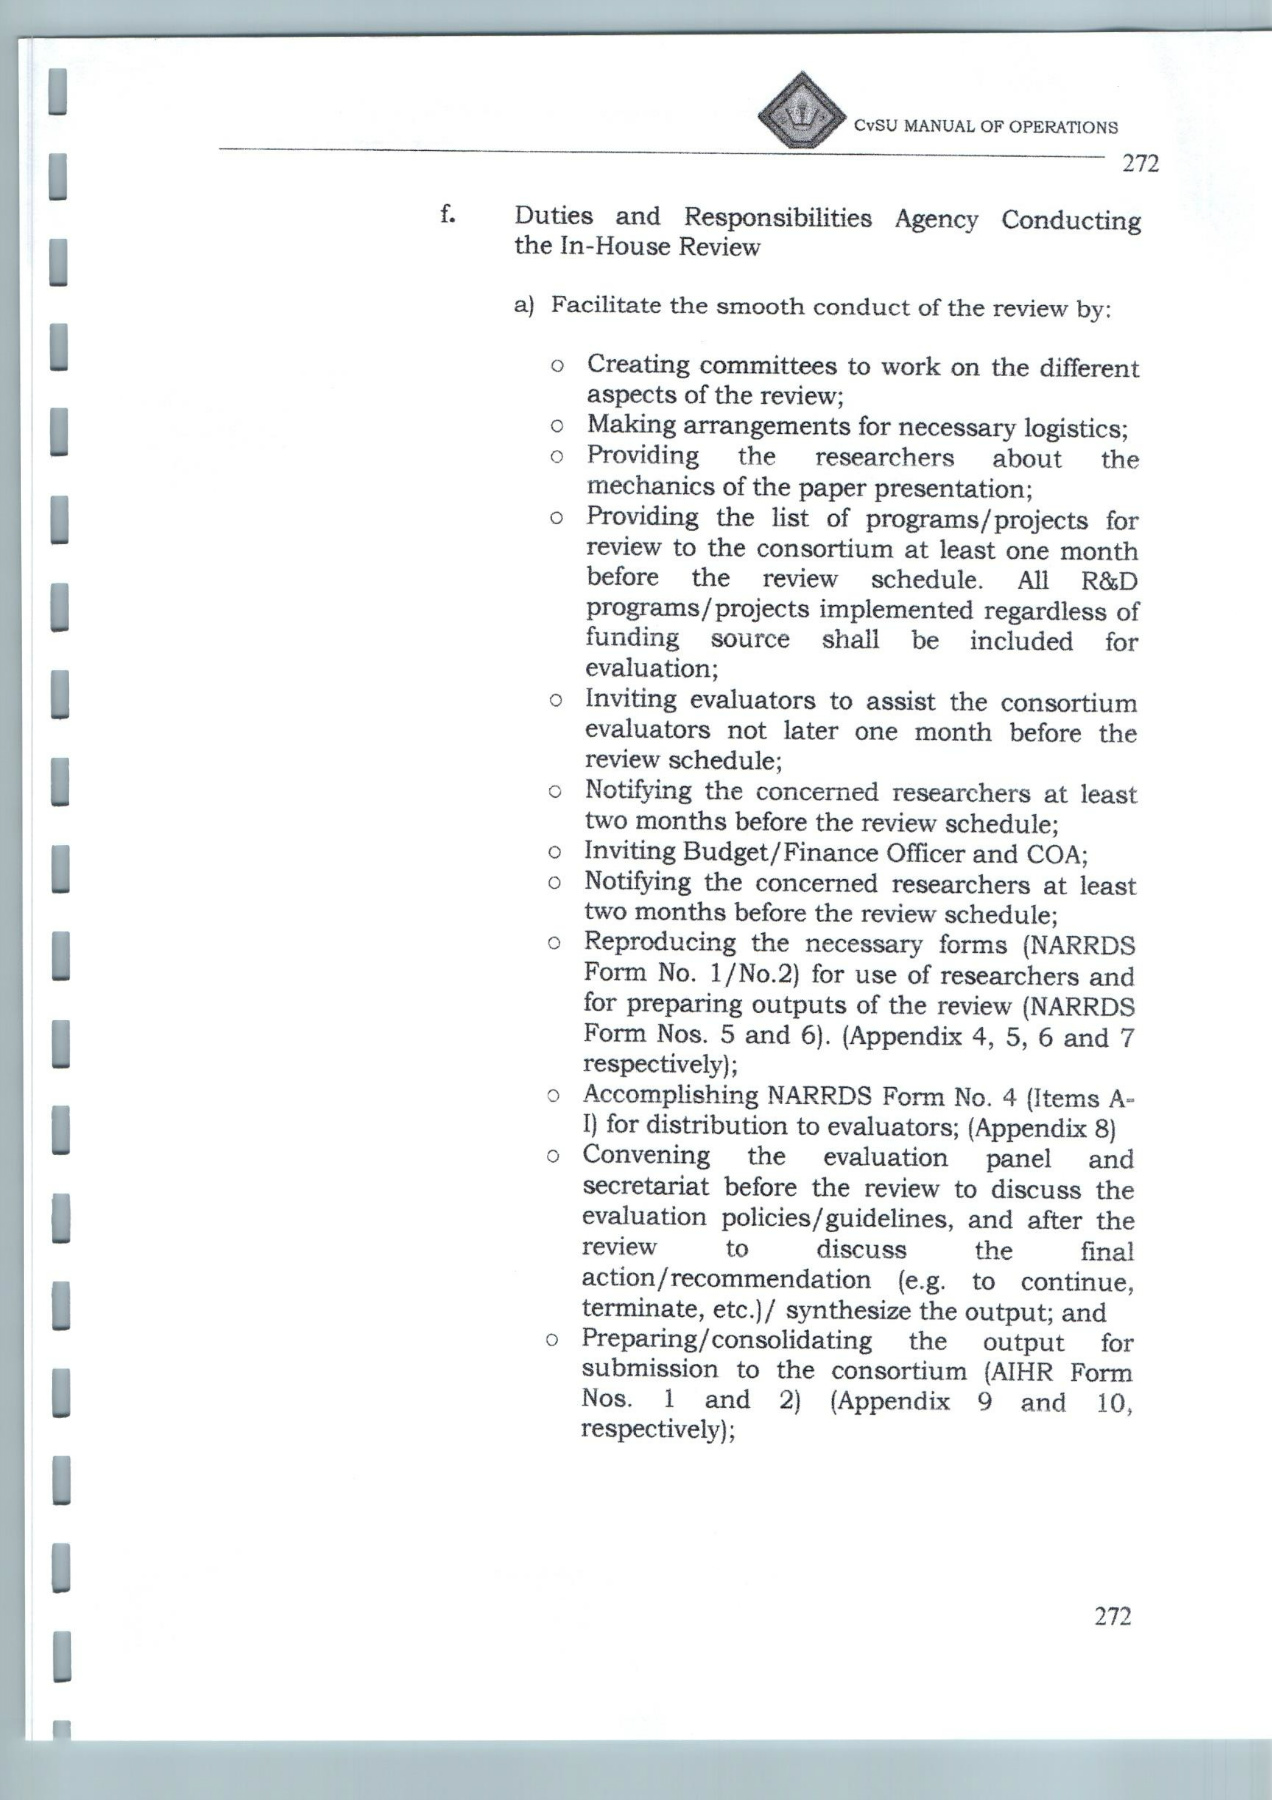 CvSU MANUAL OF OPERATIONS
272
f. Duties and Responsibilities Agency Conducting
the In-House Review
a) Facilitate the smooth conduct of the review by:
o Creating committees to work on the different
aspects of the review;
o Making arrangements for necessary logistics;
o Providing the researchers about the
mechanics of the paper presentation;
o Providing the list of programs/projects for
review to the consortium at least one month
before the review schedule. All R&D
programs/projects implemented regardless of
funding source shall be included for
evaluation;
o Inviting evaluators to assist the consortium
evaluators not later one month before the
review schedule;
o Notifying the concerned researchers at least
two months before the review schedule;
o Inviting Budget/Finance Officer and COA;
o Notifying the concerned researchers at least
two months before the review schedule;
o Reproducing the necessary forms (NARRDS
Form No. 1/No.2) for use of researchers and
for preparing outputs of the review (NARRDS
Form Nos. 5 and 6). (Appendix 4, 5, 6 and 7
respectively);
o Accomplishing NARRDS Form No. 4 (Items A-
I) for distribution to evaluators; (Appendix 8)
o Convening the evaluation panel and
secretariat before the review to discuss the
evaluation policies/guidelines, and after the
review to discuss the final
action/recommendation (e.g. to continue,
terminate, etc.)/ synthesize the output; and
o Preparing/consolidating the output for
submission to the consortium (AIHR Form
Nos. 1 and 2) (Appendix 9 and 10,
respectively);
272